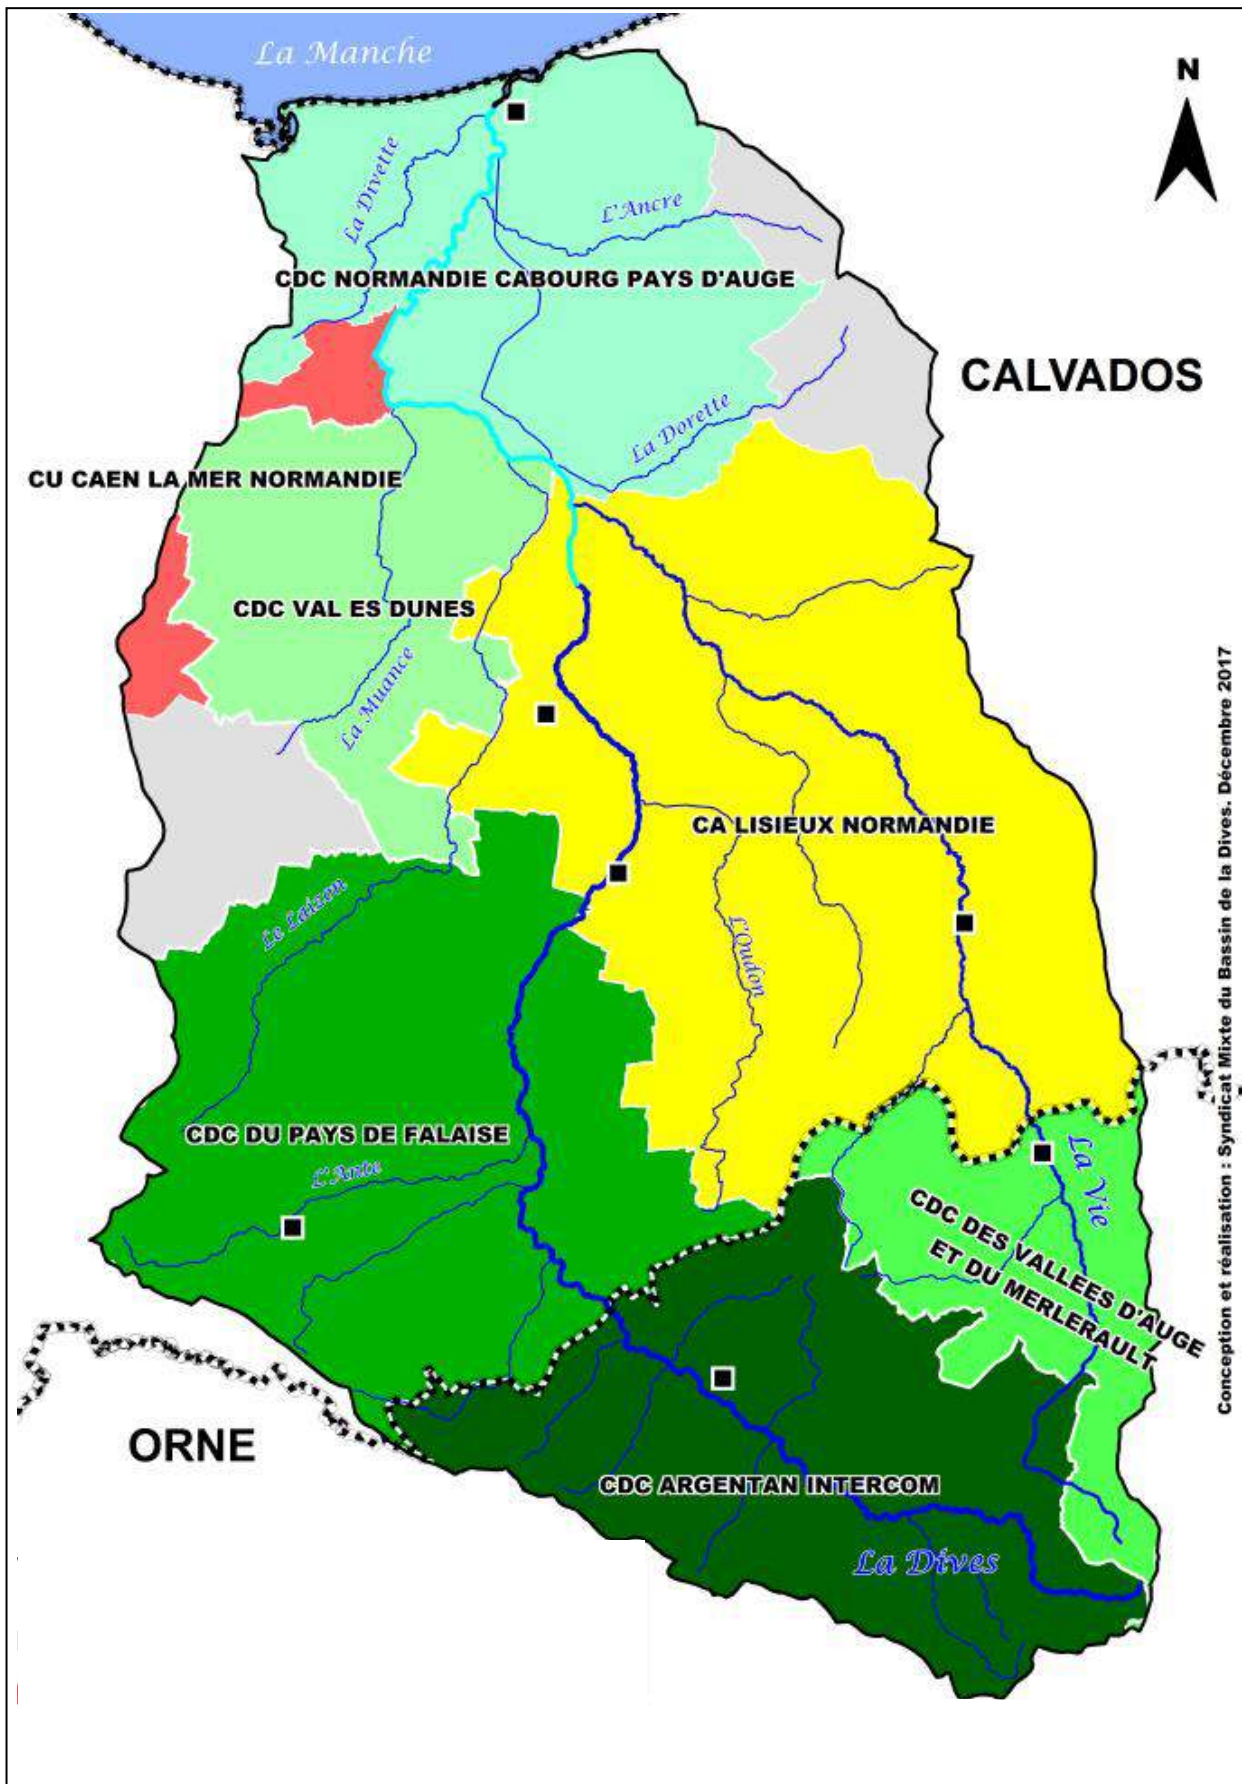 La Manche
N
La Divette
L'Ancre
CDC NORMANDIE CABOURG PAYS D'AUGE
CALVADOS
La Dorette
CU CAEN LA MER NORMANDIE
CDC VAL ES DUNES
La Muance
CA LISIEUX NORMANDIE
Le Laizon
L'Oudon
CDC DU PAYS DE FALAISE
L'Ante
La Vie
CDC DES VALLEES D'AUGE
ET DU MERLERAULT
ORNE
CDC ARGENTAN INTERCOM
La Dives
Conception et réalisation : Syndicat Mixte du Bassin de la Dives. Décembre 2017